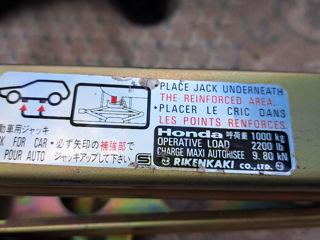 • PLACE JACK UNDERNEATH
THE REINFORCED AREA.
• PLACER LE CRIC DANS
LES POINTS RENFORCES.
動車用ジャッキ
CK FOR CAR
POUR AUTO
• 必ず矢印の補強部で
ジャッキアップして下さい
S
Honda 呼荷重 1000 kg
OPERATIVE LOAD 2200 lb
CHARGE MAXI AUTORISEE 9.80 kN
RIKENKAKI CO.,LTD.